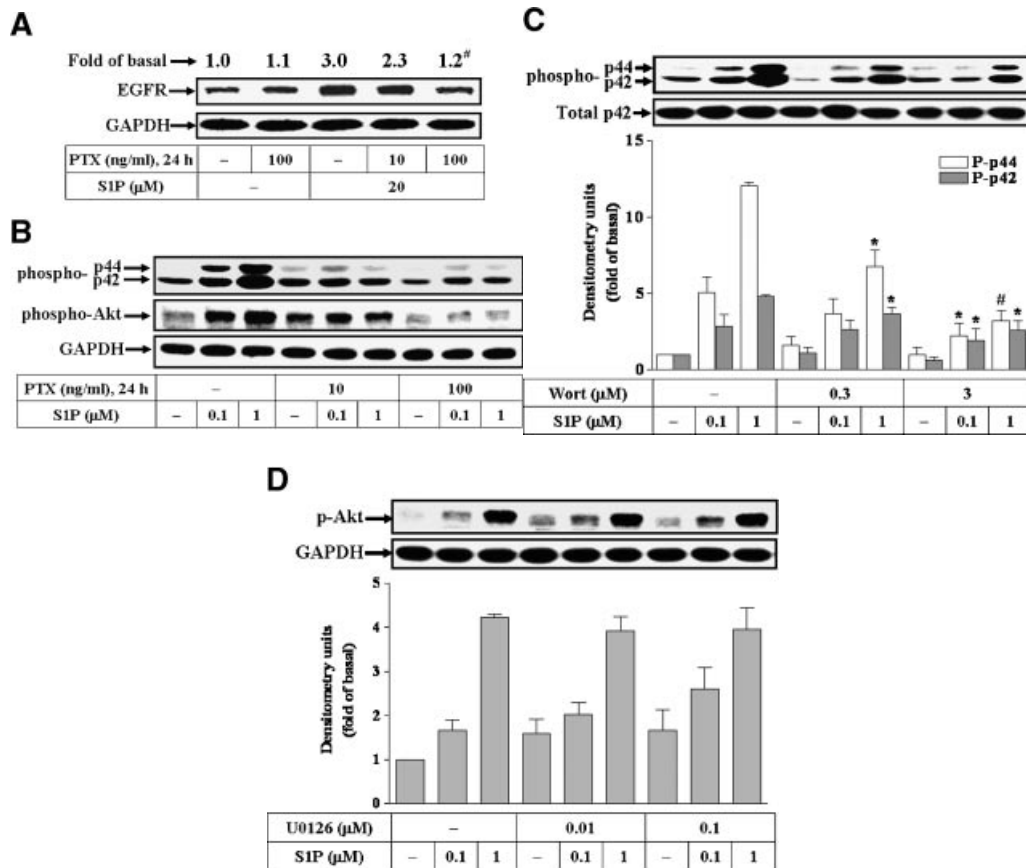 A
Fold of basal 1.0 1.1 3.0 2.3 1.2#
EGFR
GAPDH
PTX (ng/ml), 24 h – 100 – 10 100
S1P (μM) – 20
B
phospho- p44
p42
phospho-Akt
GAPDH
PTX (ng/ml), 24 h – 10 100
S1P (μM) – 0.1 1 – 0.1 1 – 0.1 1
C
phospho- p44
p42
Total p42
15
10
5
0
Densitometry units
(fold of basal)
P-p44
P-p42
* * * * # *
Wort (μM) – 0.3 3
S1P (μM) – 0.1 1 – 0.1 1 – 0.1 1
D
p-Akt
GAPDH
5
4
3
2
1
0
Densitometry units
(fold of basal)
U0126 (μM) – 0.01 0.1
S1P (μM) – 0.1 1 – 0.1 1 – 0.1 1